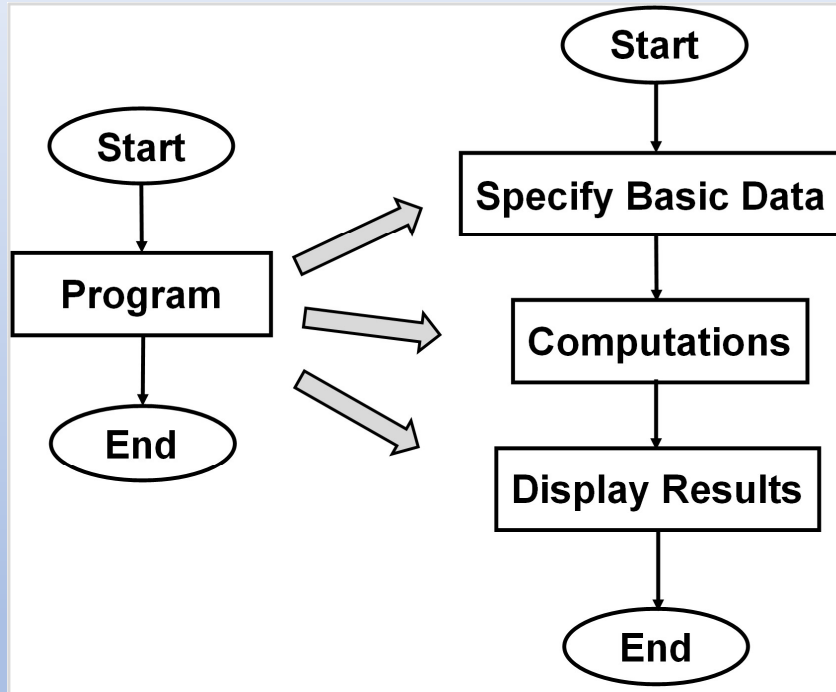 Start
Program
End
Start
Specify Basic Data
Computations
Display Results
End